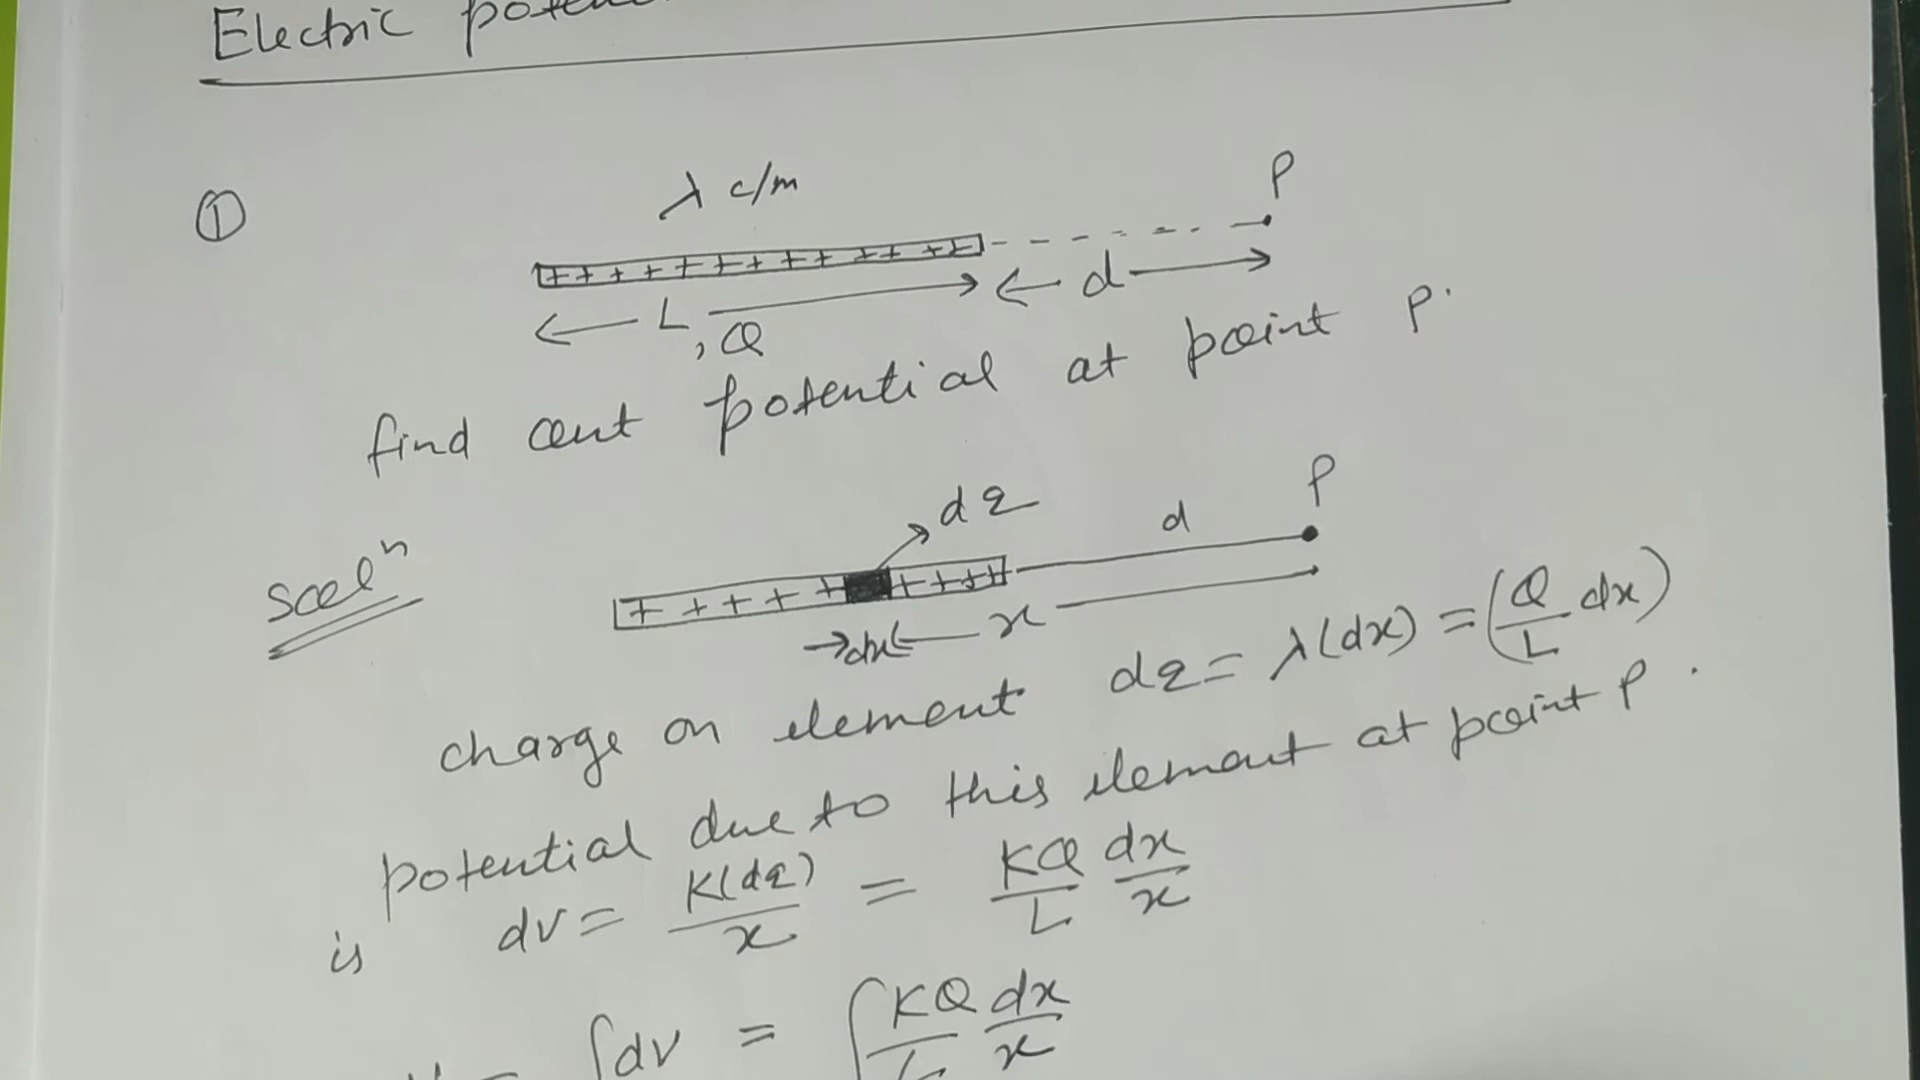 Electric
①
λ c/m
P
L, Q
d
find out potential at point P.
Solⁿ
dq
d
P
dx
x
charge on element dq = λ(dx) = (Q/L dx)
potential due to this element at point P.
is dv = K(dq)/x = KQ/L dx/x
∫dv = ∫KQ/L dx/x